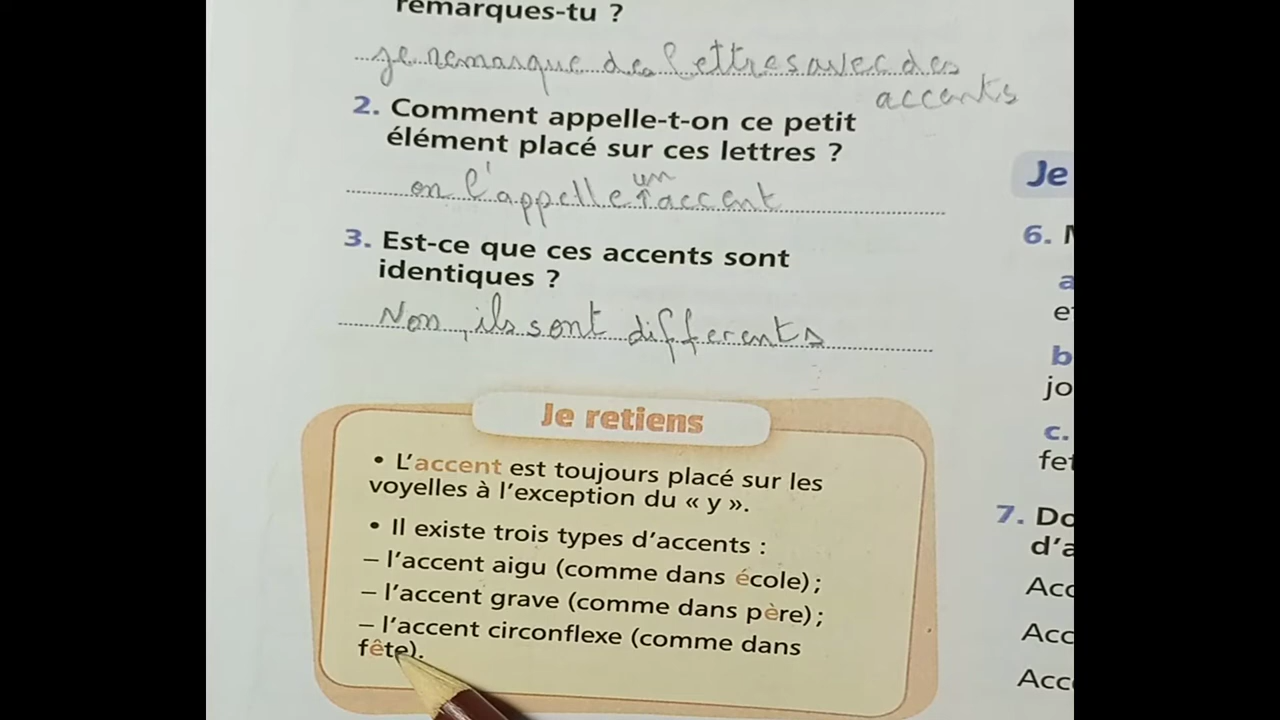 remarques-tu ?
je remarque des lettres avec des
accents
2. Comment appelle-t-on ce petit
élément placé sur ces lettres ?
un
on l'appelle ↑ accent
3. Est-ce que ces accents sont
identiques ?
Non, ils sont differents
Je retiens
• L'accent est toujours placé sur les
voyelles à l'exception du « y ».
• Il existe trois types d'accents :
– l'accent aigu (comme dans école) ;
– l'accent grave (comme dans père) ;
– l'accent circonflexe (comme dans
fête).
Je
6.
a
e
b
jo
c.
fet
7. Do
d'a
Acc
Acc
Acc